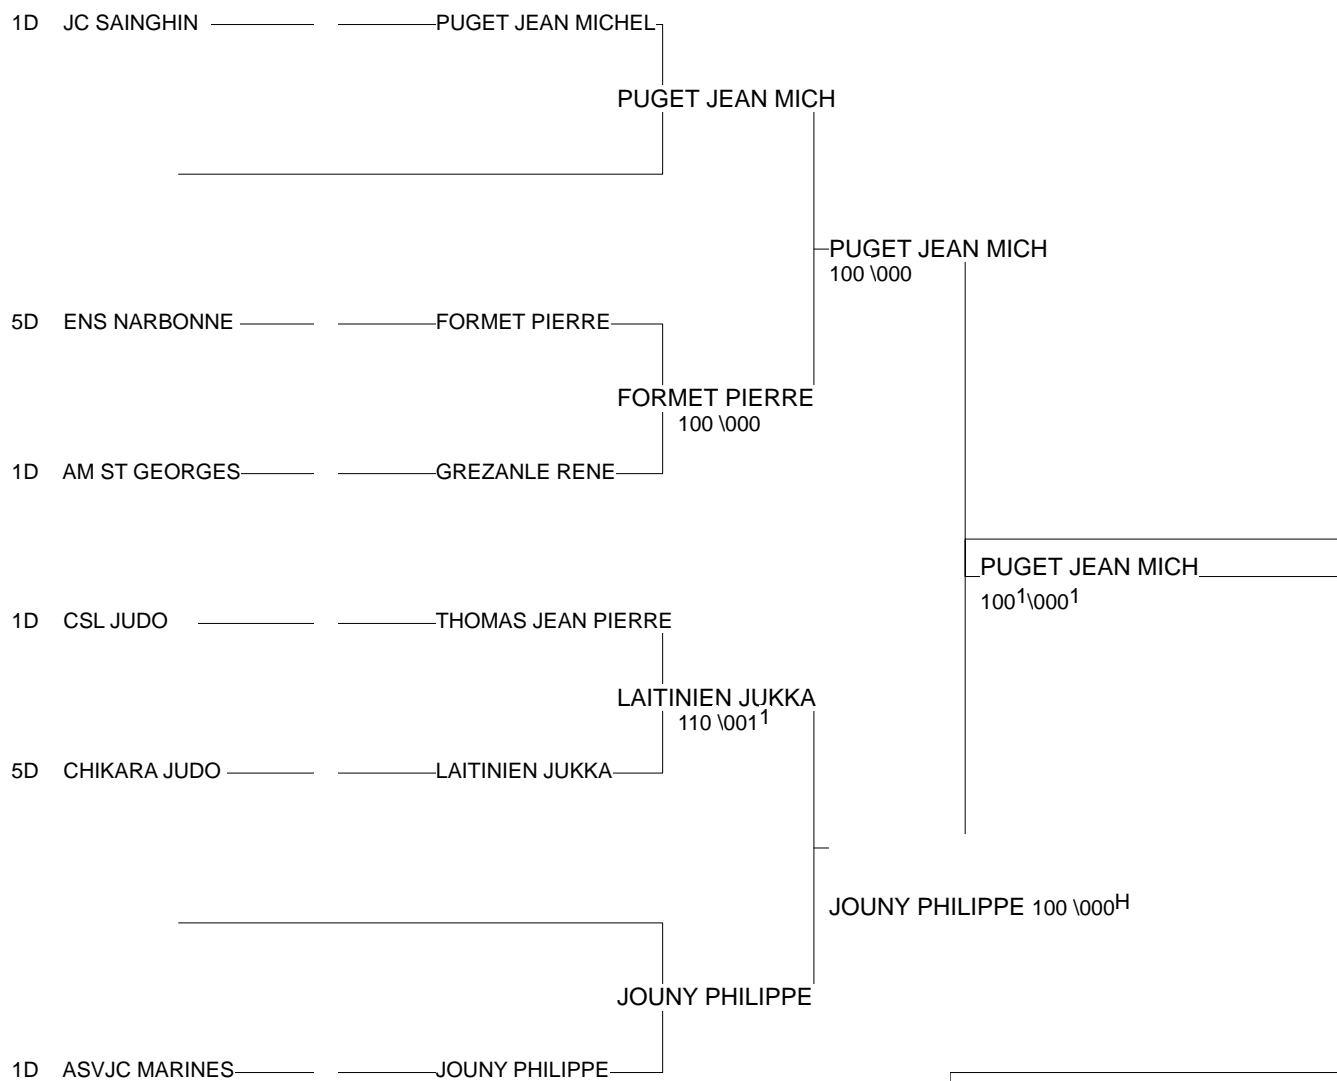 1D JC SAINGHIN PUGET JEAN MICHEL
PUGET JEAN MICH
PUGET JEAN MICH
100 \000
5D ENS NARBONNE FORMET PIERRE
FORMET PIERRE
100 \000
1D AM ST GEORGES GREZANLE RENE
PUGET JEAN MICH
100¹\000¹
1D CSL JUDO THOMAS JEAN PIERRE
LAITINIEN JUKKA
110 \001¹
5D CHIKARA JUDO LAITINIEN JUKKA
JOUNY PHILIPPE 100 \000ᴴ
JOUNY PHILIPPE
1D ASVJC MARINES JOUNY PHILIPPE